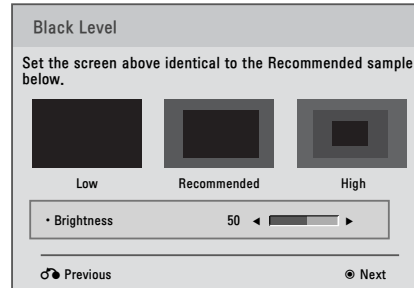 Black Level
Set the screen above identical to the Recommended sample
below.
Low Recommended High
• Brightness 50 ◄ ►
Previous ◉ Next